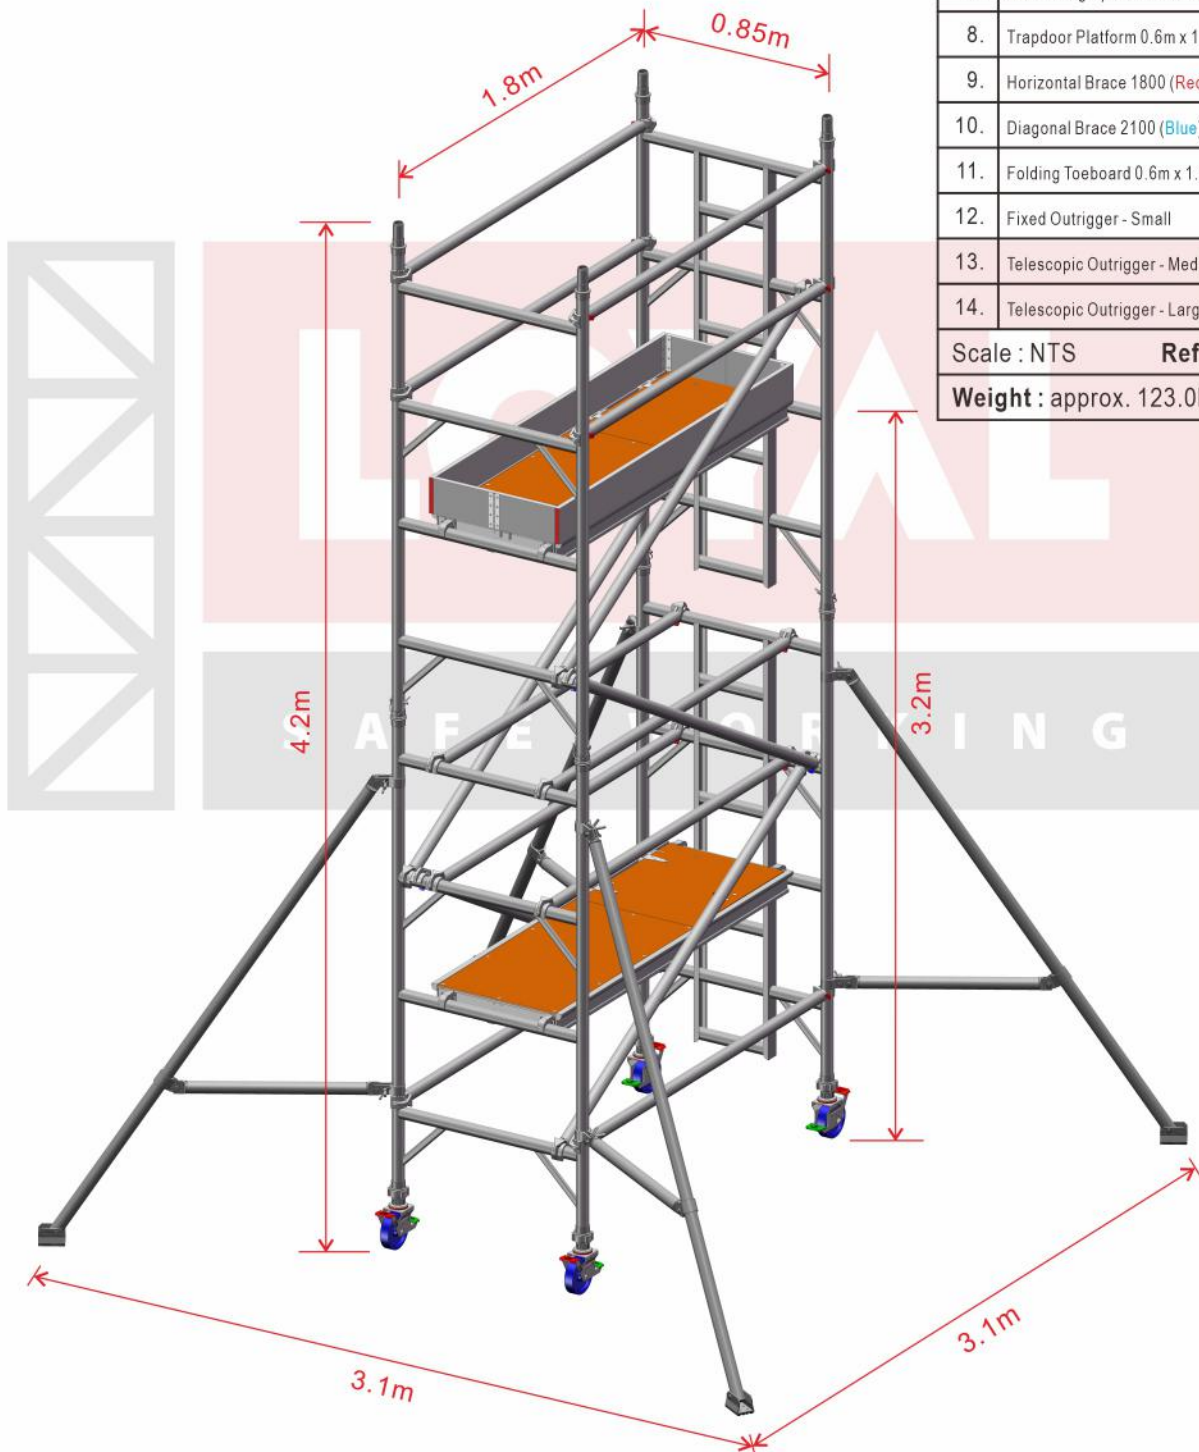 0.85m
1.8m
8. Trapdoor Platform 0.6m x 1
9. Horizontal Brace 1800 (Red
10. Diagonal Brace 2100 (Blue
11. Folding Toeboard 0.6m x 1.
12. Fixed Outrigger - Small
13. Telescopic Outrigger - Med
14. Telescopic Outrigger - Larg
Scale : NTS Ref
Weight : approx. 123.0
LOYAL
4.2m
3.2m
SAFE WORKING
3.1m
3.1m